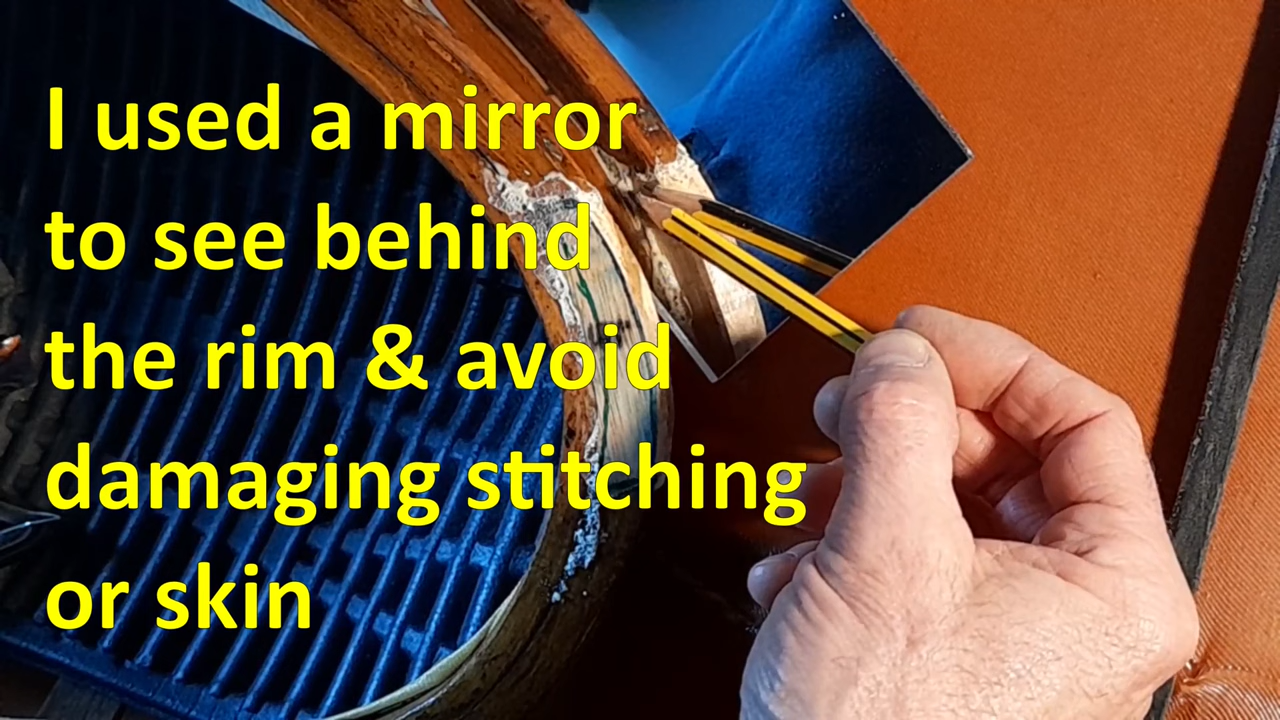 I used a mirror
to see behind
the rim & avoid
damaging stitching
or skin